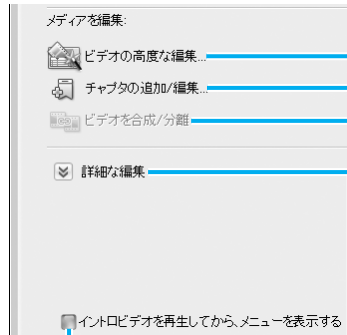 メディアを編集:
ビデオの高度な編集...
チャプタの追加/編集...
ビデオを合成/分離
詳細な編集
イントロビデオを再生してから、メニューを表示する